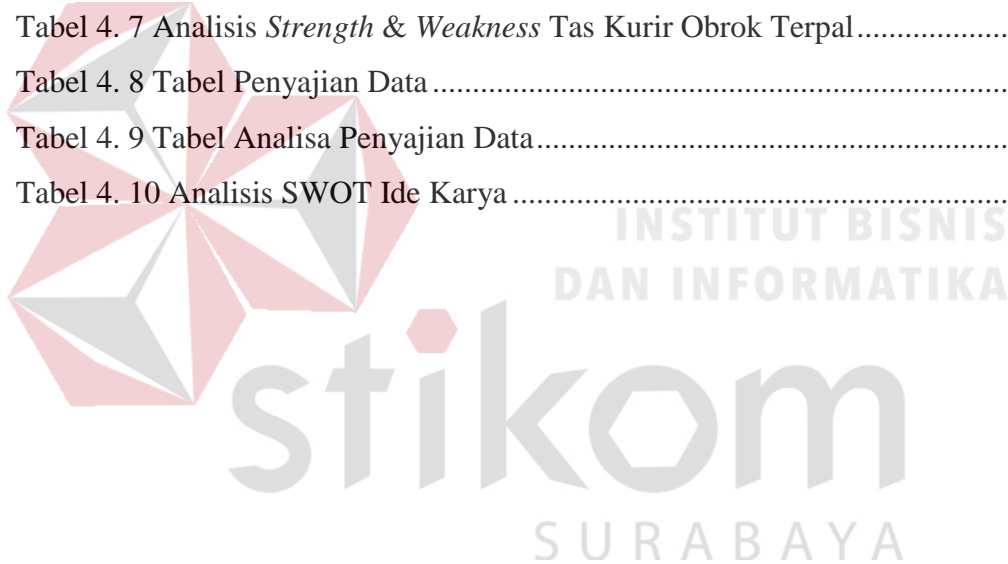 Tabel 4. 7 Analisis Strength & Weakness Tas Kurir Obrok Terpal...................
Tabel 4. 8 Tabel Penyajian Data........................................................................
Tabel 4. 9 Tabel Analisa Penyajian Data...........................................................
Tabel 4. 10 Analisis SWOT Ide Karya..............................................................
INSTITUT BISNIS
DAN INFORMATIKA
stikom
SURABAYA